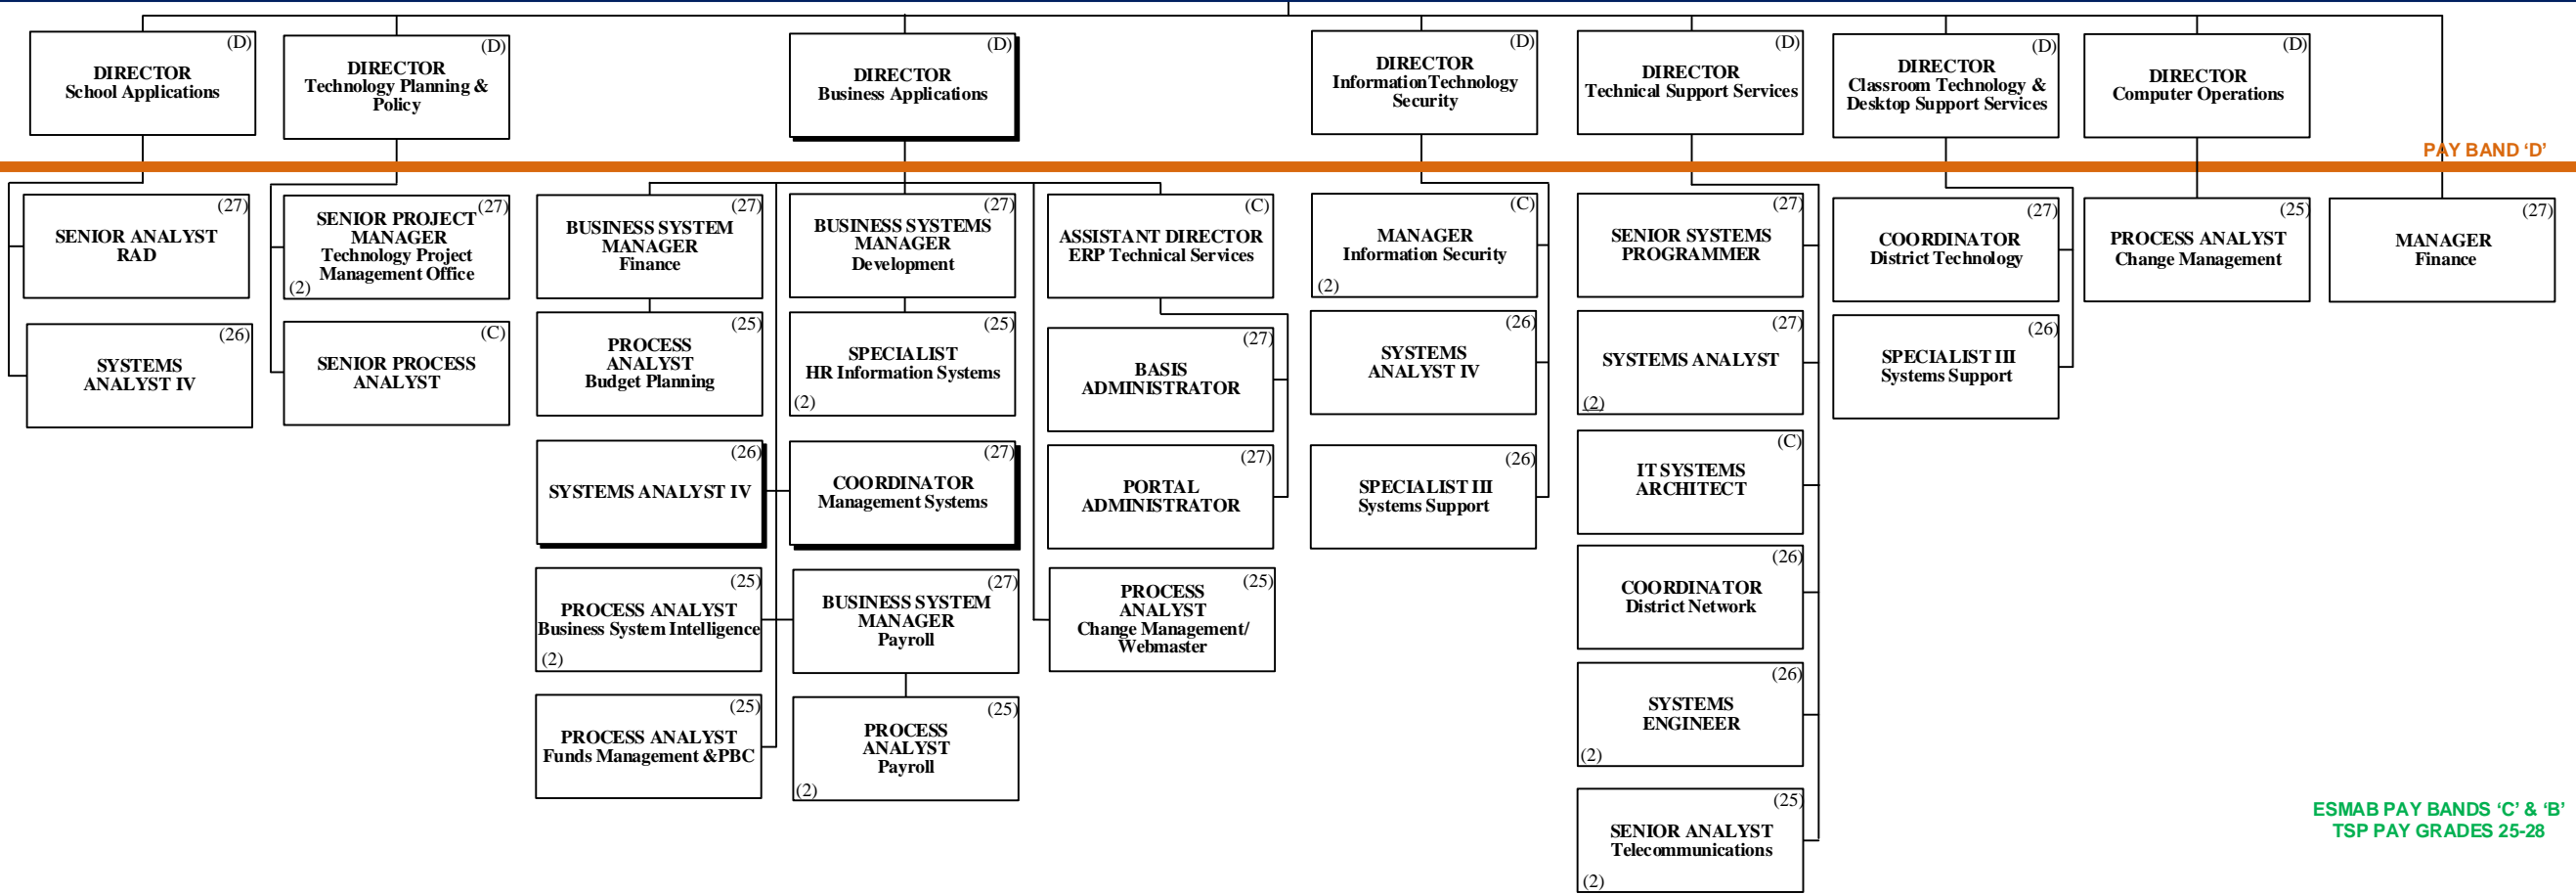 (D)
DIRECTOR
School Applications
(D)
DIRECTOR
Technology Planning &
Policy
(D)
DIRECTOR
Business Applications
(D)
DIRECTOR
Information Technology
Security
(D)
DIRECTOR
Technical Support Services
(D)
DIRECTOR
Classroom Technology &
Desktop Support Services
(D)
DIRECTOR
Computer Operations
PAY BAND ‘D’
(27)
SENIOR ANALYST
RAD
(26)
SYSTEMS
ANALYST IV
(27)
SENIOR PROJECT
MANAGER
Technology Project
Management Office
(2)
(C)
SENIOR PROCESS
ANALYST
(27)
BUSINESS SYSTEM
MANAGER
Finance
(25)
PROCESS
ANALYST
Budget Planning
(26)
SYSTEMS ANALYST IV
(25)
PROCESS ANALYST
Business System Intelligence
(2)
(25)
PROCESS ANALYST
Funds Management &PBC
(27)
BUSINESS SYSTEMS
MANAGER
Development
(25)
SPECIALIST
HR Information Systems
(2)
(27)
COORDINATOR
Management Systems
(27)
BUSINESS SYSTEM
MANAGER
Payroll
(25)
PROCESS
ANALYST
Payroll
(2)
(C)
ASSISTANT DIRECTOR
ERP Technical Services
(27)
BASIS
ADMINISTRATOR
(27)
PORTAL
ADMINISTRATOR
(25)
PROCESS
ANALYST
Change Management/
Webmaster
(C)
MANAGER
Information Security
(2)
(26)
SYSTEMS
ANALYST IV
(26)
SPECIALIST III
Systems Support
(27)
SENIOR SYSTEMS
PROGRAMMER
(27)
SYSTEMS ANALYST
(2)
(C)
IT SYSTEMS
ARCHITECT
(26)
COORDINATOR
District Network
(26)
SYSTEMS
ENGINEER
(2)
(25)
SENIOR ANALYST
Telecommunications
(2)
(27)
COORDINATOR
District Technology
(26)
SPECIALIST III
Systems Support
(25)
PROCESS ANALYST
Change Management
(27)
MANAGER
Finance
ESMAB PAY BANDS ‘C’ & ‘B’
TSP PAY GRADES 25-28